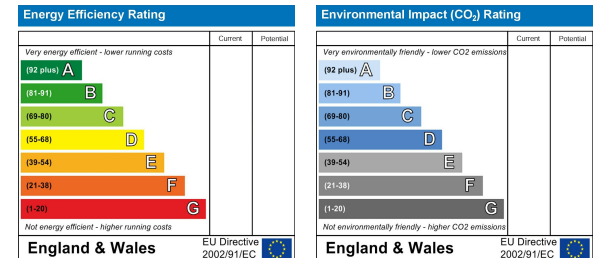 Energy Efficiency Rating
Current Potential
Very energy efficient - lower running costs
(92 plus) A
(81-91) B
(69-80) C
(55-68) D
(39-54) E
(21-38) F
(1-20) G
Not energy efficient - higher running costs
England & Wales
EU Directive
2002/91/EC
Environmental Impact (CO₂) Rating
Current Potential
Very environmentally friendly - lower CO2 emissions
(92 plus) A
(81-91) B
(69-80) C
(55-68) D
(39-54) E
(21-38) F
(1-20) G
Not environmentally friendly - higher CO2 emissions
England & Wales
EU Directive
2002/91/EC